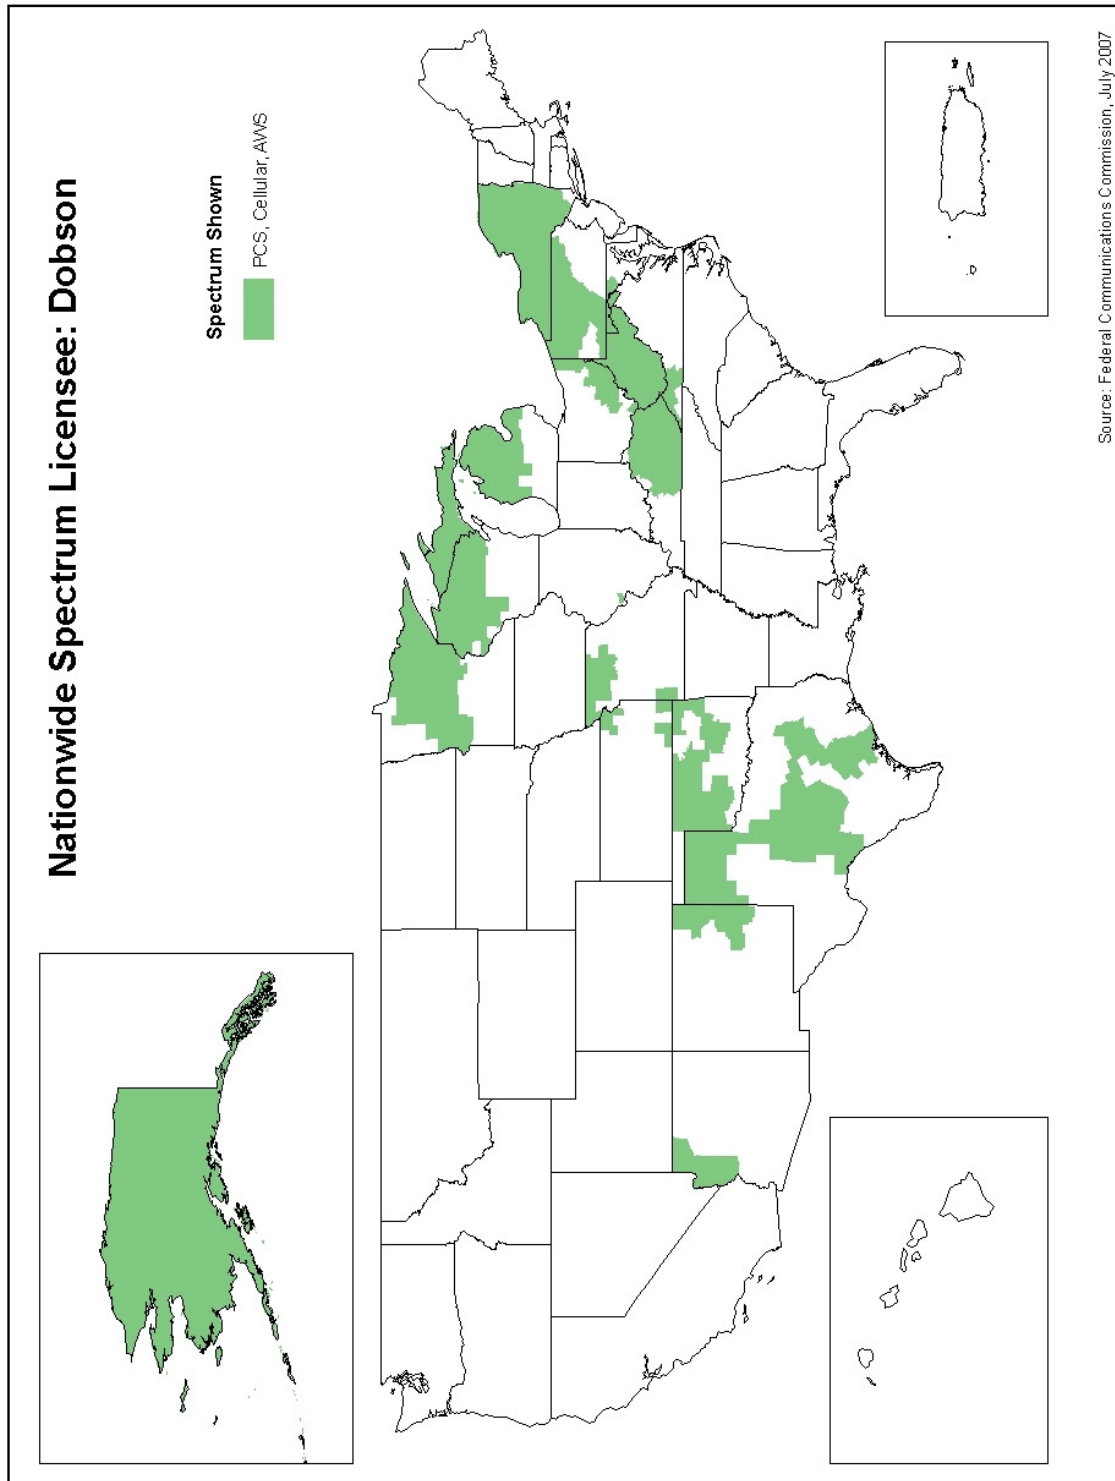 Nationwide Spectrum Licensee: Dobson
Spectrum Shown
PCS, Cellular, AWS
Source: Federal Communications Commission, July 2007